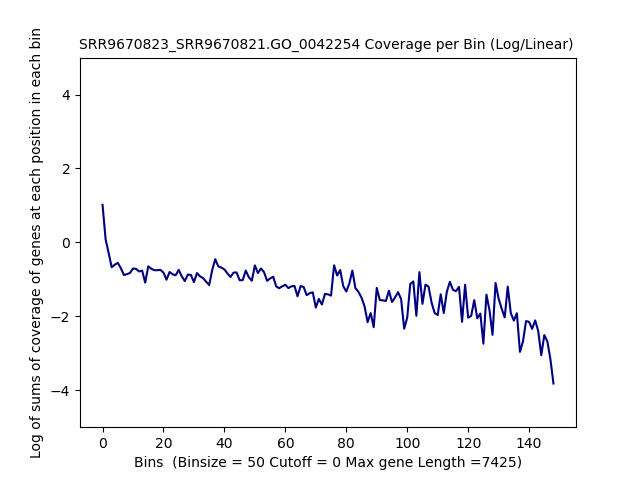 SRR9670823_SRR9670821.GO_0042254 Coverage per Bin (Log/Linear)
Log of sums of coverage of genes at each position in each bin
4
2
0
−2
−4
0 20 40 60 80 100 120 140
Bins  (Binsize = 50 Cutoff = 0 Max gene Length =7425)